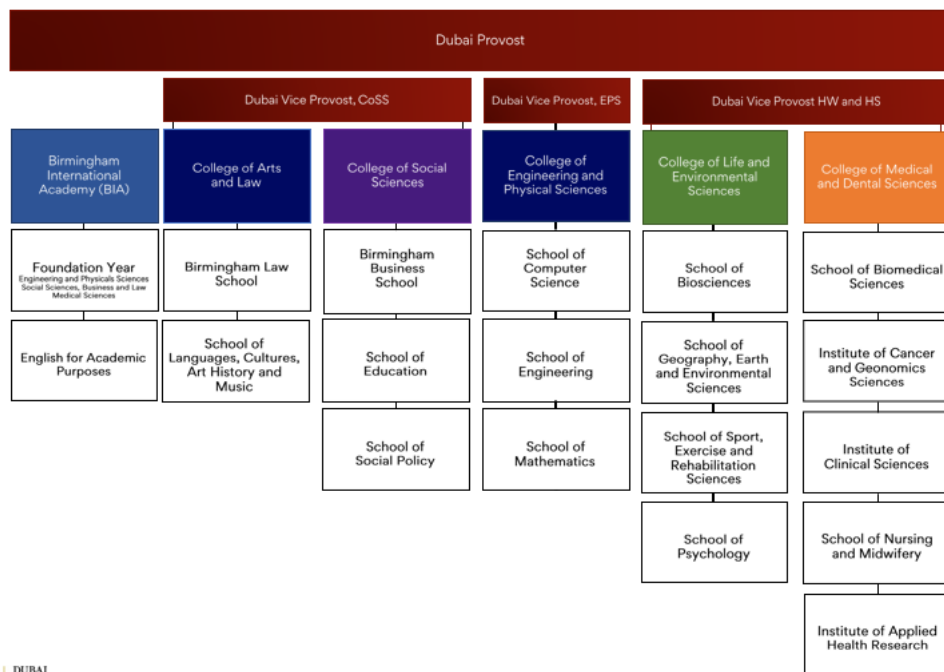 Dubai Provost
Dubai Vice Provost, CoSS
Dubai Vice Provost, EPS
Dubai Vice Provost HW and HS
Birmingham
International
Academy (BIA)
College of Arts
and Law
College of Social
Sciences
College of
Engineering and
Physical Sciences
College of Life and
Environmental
Sciences
College of Medical
and Dental Sciences
Foundation Year
Engineering and Physicals Sciences
Social Sciences, Business and Law
Medical Sciences
Birmingham Law
School
Birmingham
Business
School
School of
Computer
Science
School of
Biosciences
School of Biomedical
Sciences
English for Academic
Purposes
School of
Languages, Cultures,
Art History and
Music
School of
Education
School of
Engineering
School of
Geography, Earth
and Environmental
Sciences
Institute of Cancer
and Geonomics
Sciences
School of
Social Policy
School of
Mathematics
School of Sport,
Exercise and
Rehabilitation
Sciences
Institute of
Clinical Sciences
School of
Psychology
School of Nursing
and Midwifery
Institute of Applied
Health Research
DUBAI